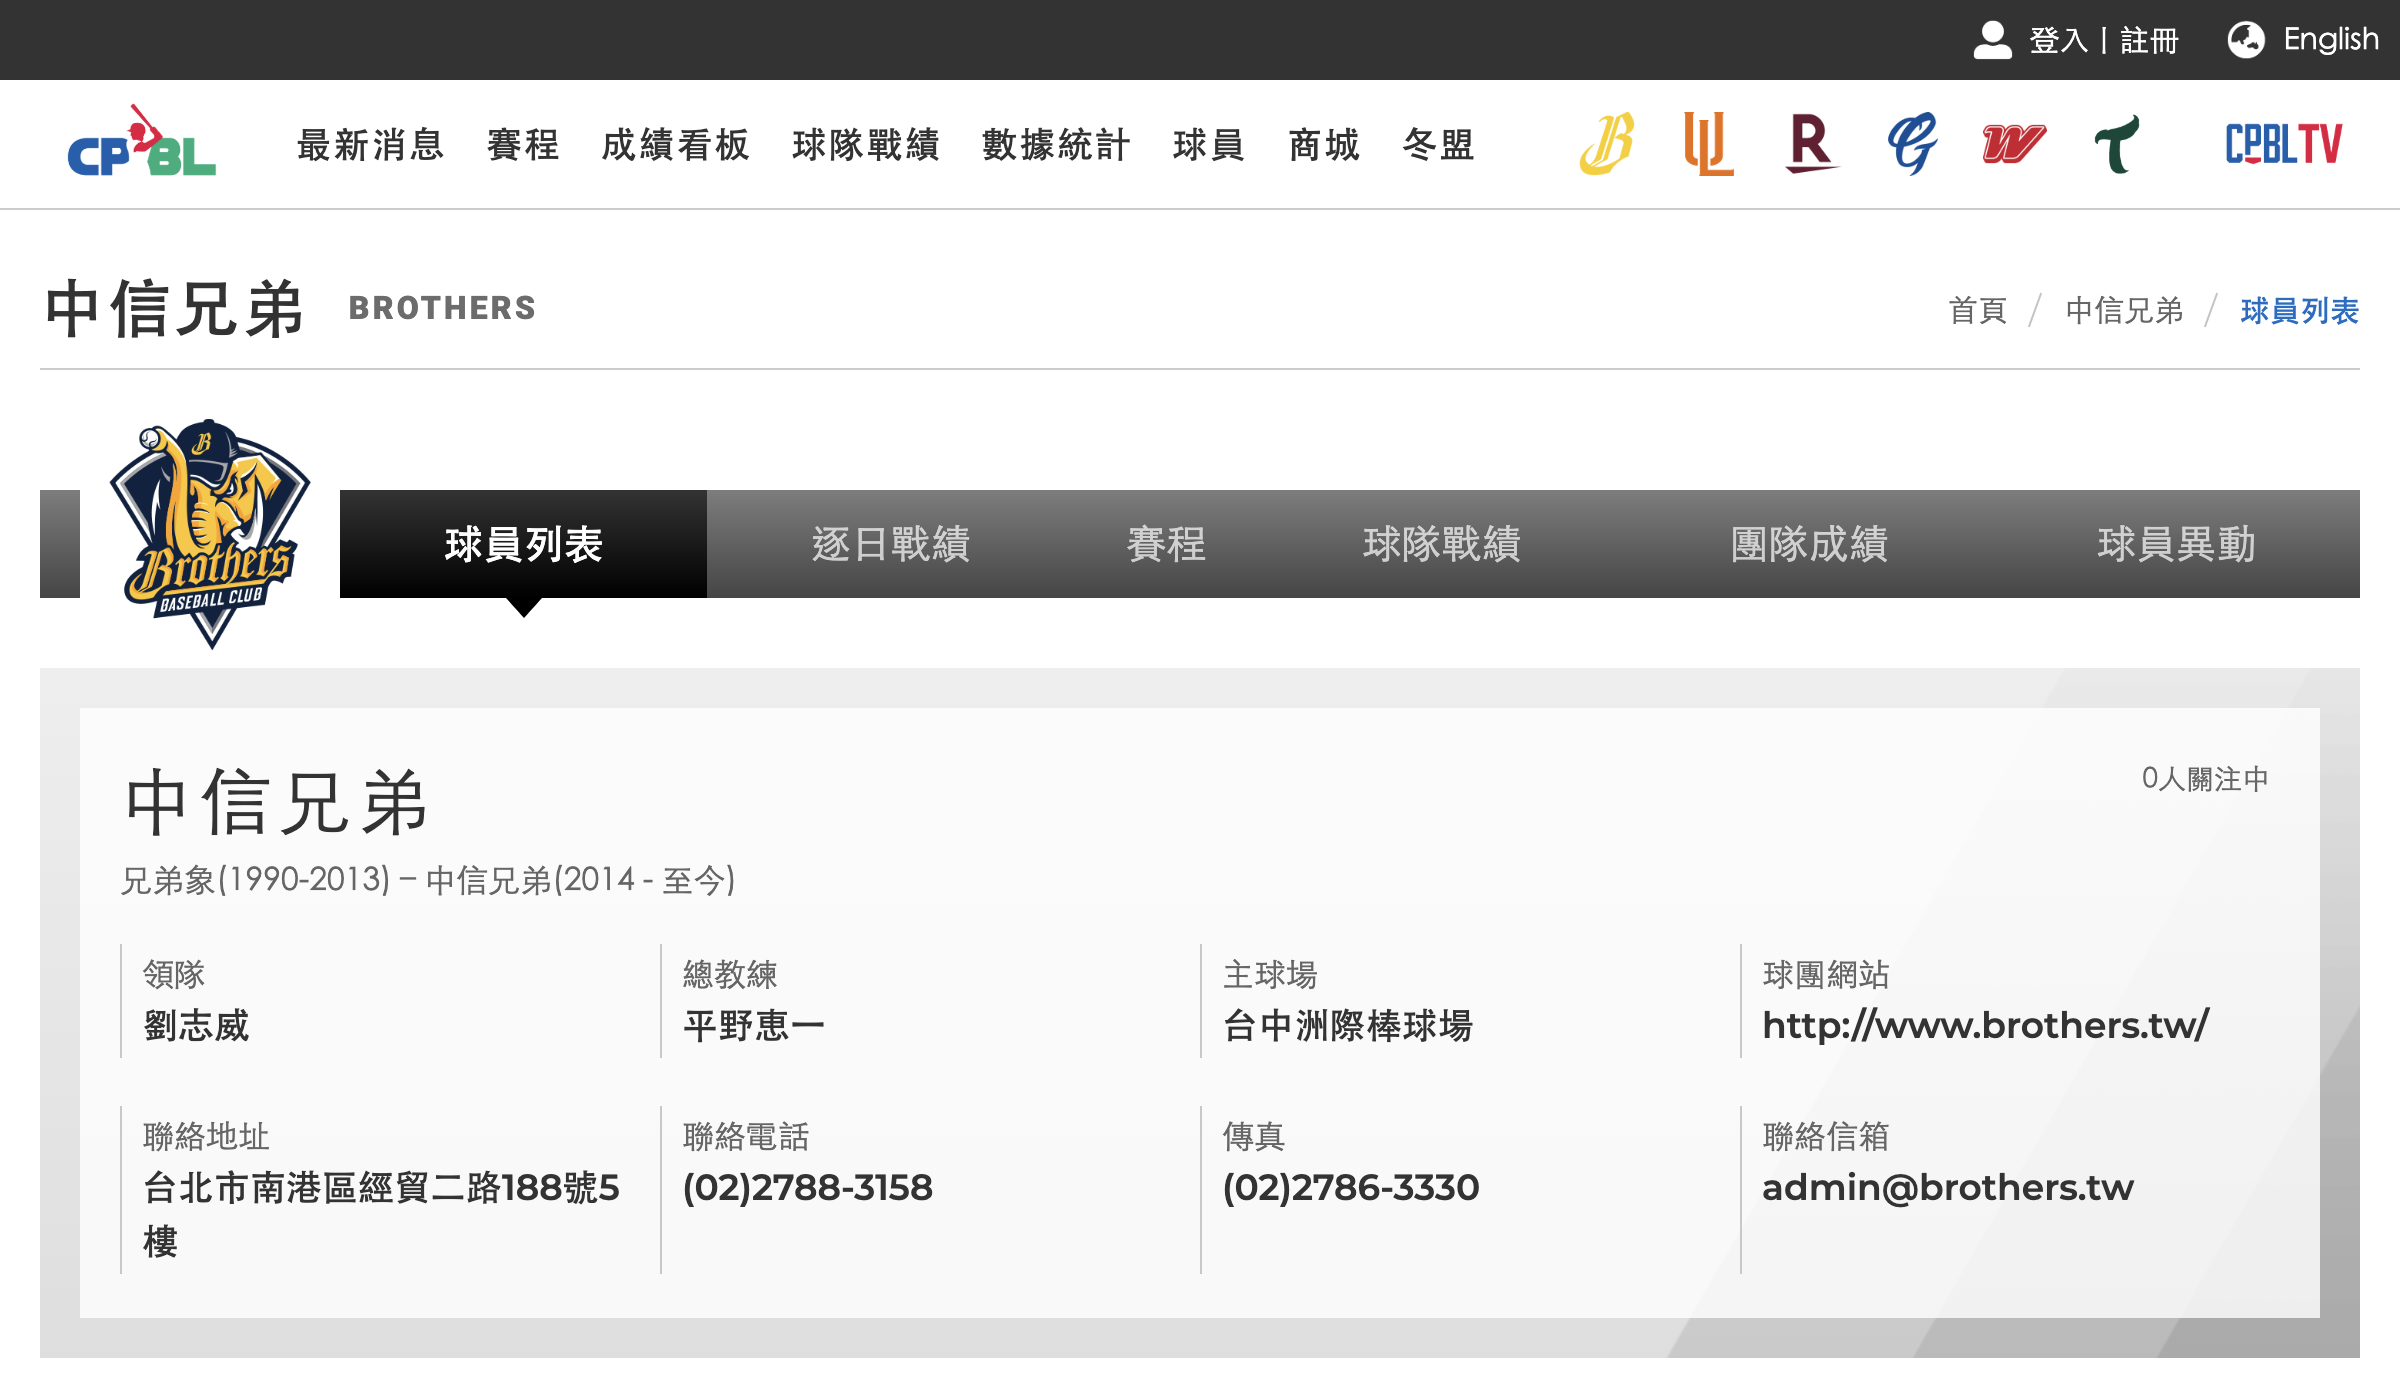 登入 | 註冊 English
CPBL 最新消息 賽程 成績看板 球隊戰績 數據統計 球員 商城 冬盟 B UL R G W T CPBLTV
中信兄弟 BROTHERS
首頁 / 中信兄弟 / 球員列表
B
Brothers
BASEBALL CLUB
球員列表 逐日戰績 賽程 球隊戰績 團隊成績 球員異動
中信兄弟
0人關注中
兄弟象(1990-2013) – 中信兄弟(2014 - 至今)
領隊
劉志威
總教練
平野恵一
主球場
台中洲際棒球場
球團網站
http://www.brothers.tw/
聯絡地址
台北市南港區經貿二路188號5
樓
聯絡電話
(02)2788-3158
傳真
(02)2786-3330
聯絡信箱
admin@brothers.tw